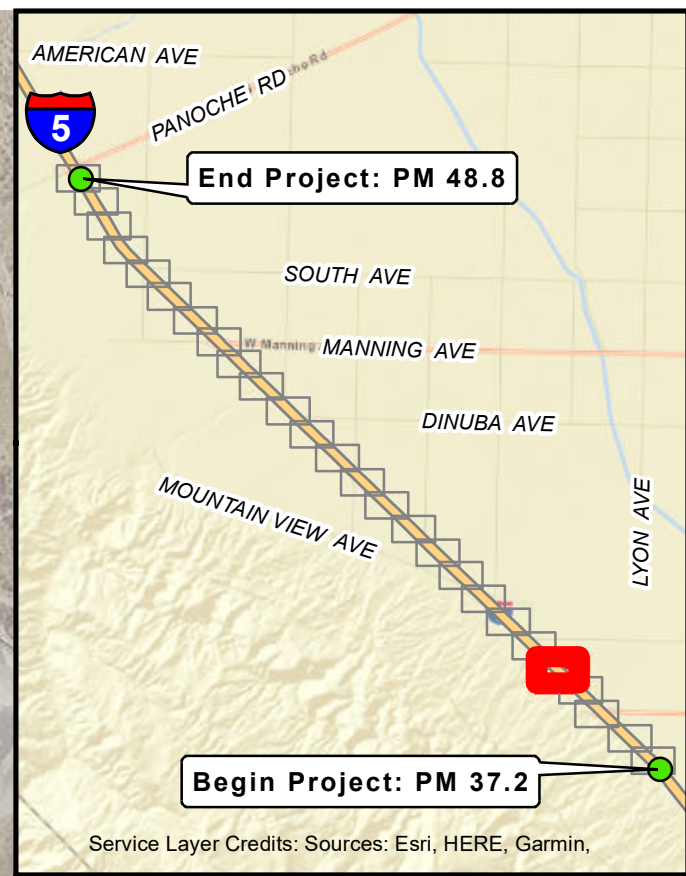 AMERICAN AVE
PANOCHE RD
5
End Project: PM 48.8
SOUTH AVE
W Manning
MANNING AVE
DINUBA AVE
MOUNTAIN VIEW AVE
LYON AVE
Begin Project: PM 37.2
Service Layer Credits: Sources: Esri, HERE, Garmin,